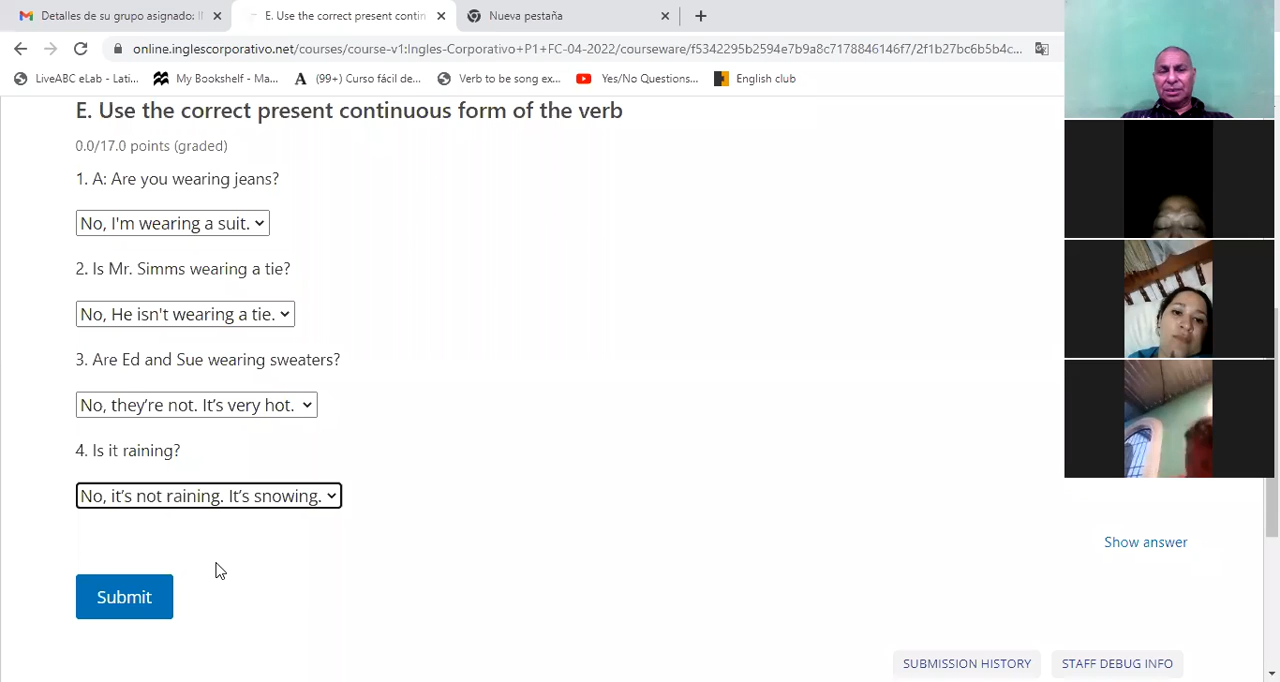 Detalles de su grupo asignado: I
E. Use the correct present contin
Nueva pestaña
online.inglescorporativo.net/courses/course-v1:Ingles-Corporativo+P1+FC-04-2022/courseware/f5342295b2594e7b9a8c7178846146f7/2f1b27bc6b5b4c...
LiveABC eLab - Lati...
My Bookshelf - Ma...
(99+) Curso fácil de...
Verb to be song ex...
Yes/No Questions...
English club
E. Use the correct present continuous form of the verb
0.0/17.0 points (graded)
1. A: Are you wearing jeans?
No, I'm wearing a suit.
2. Is Mr. Simms wearing a tie?
No, He isn't wearing a tie.
3. Are Ed and Sue wearing sweaters?
No, they’re not. It’s very hot.
4. Is it raining?
No, it’s not raining. It’s snowing.
Show answer
Submit
SUBMISSION HISTORY
STAFF DEBUG INFO